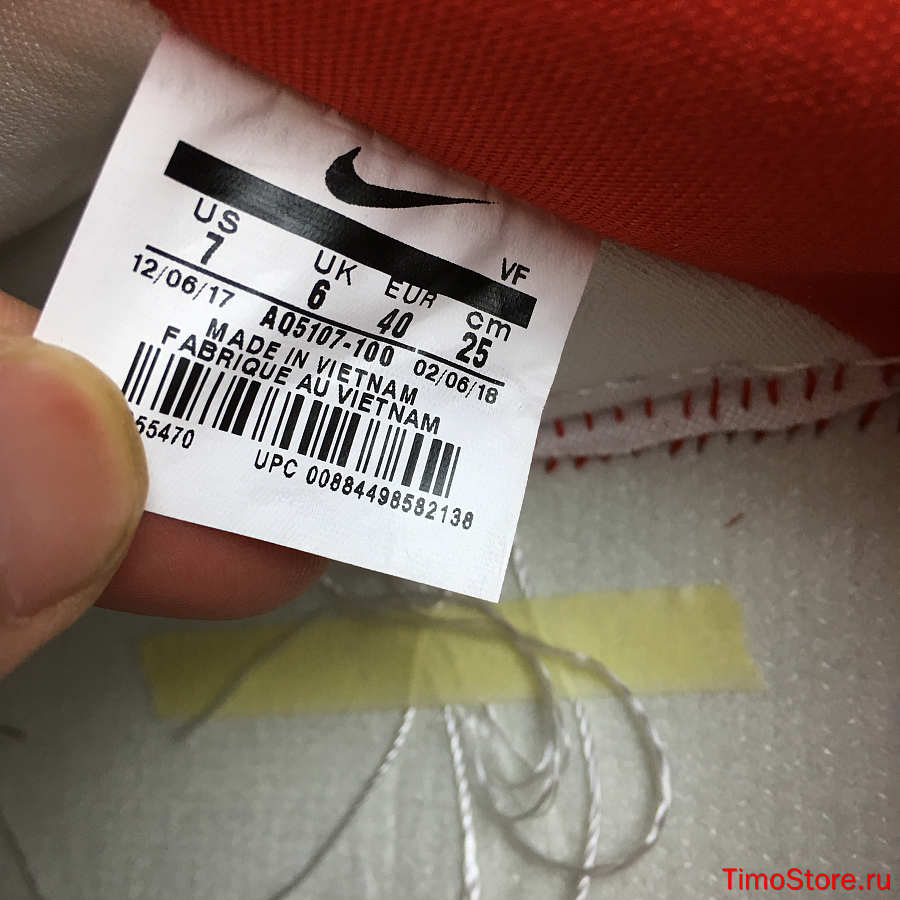 VF
US UK EUR cm
7 6 40 25
12/06/17 AQ5107-100 02/06/18
MADE IN VIETNAM
FABRIQUE AU VIETNAM
55470
UPC 00884498582138
TimoStore.ru